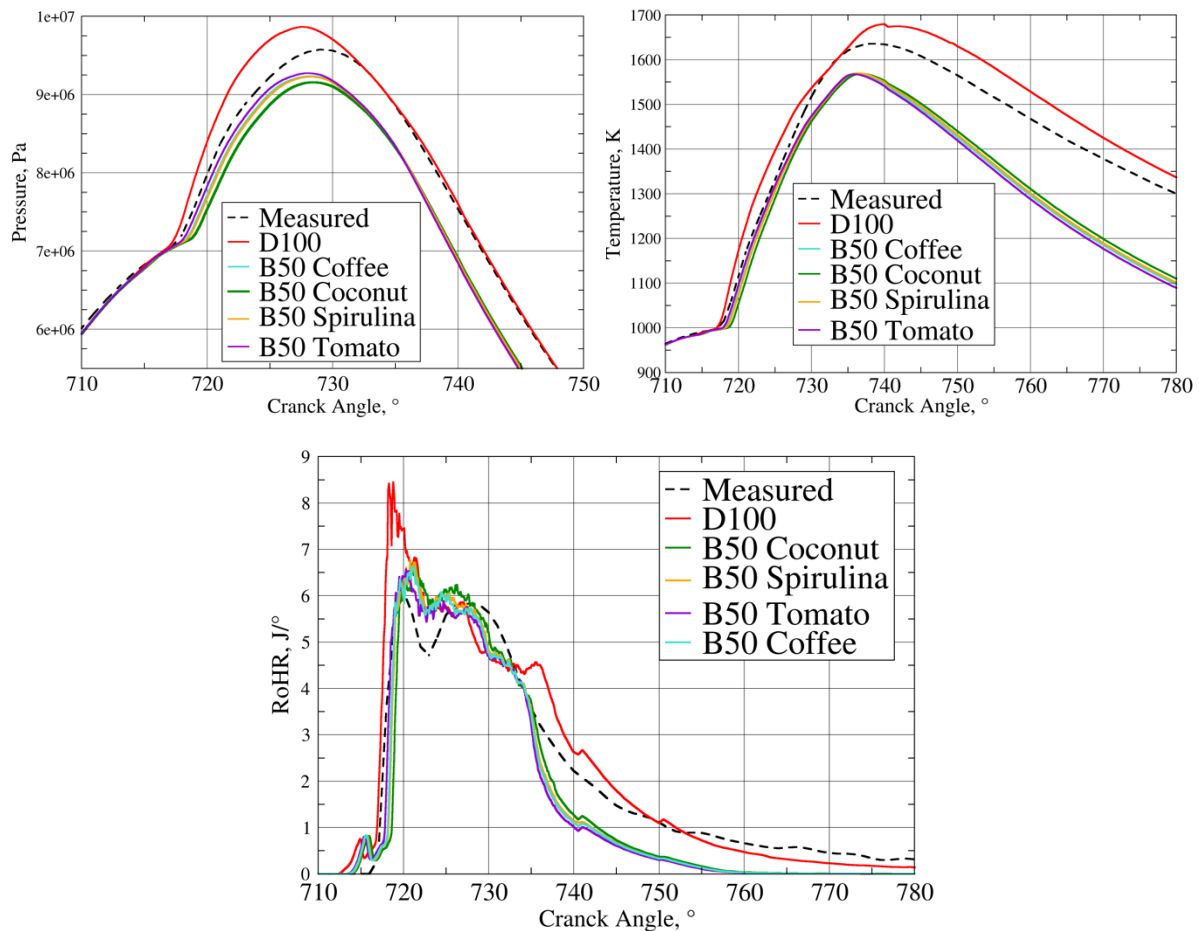 1e+07
9e+06
8e+06
7e+06
6e+06
Pressure, Pa
Measured
D100
B50 Coffee
B50 Coconut
B50 Spirulina
B50 Tomato
710 720 730 740 750
Cranck Angle, °
1700
1600
1500
1400
1300
1200
1100
1000
900
Temperature, K
Measured
D100
B50 Coffee
B50 Coconut
B50 Spirulina
B50 Tomato
710 720 730 740 750 760 770 780
Cranck Angle, °
9
8
7
6
5
4
3
2
1
0
RoHR, J/°
Measured
D100
B50 Coconut
B50 Spirulina
B50 Tomato
B50 Coffee
710 720 730 740 750 760 770 780
Cranck Angle, °